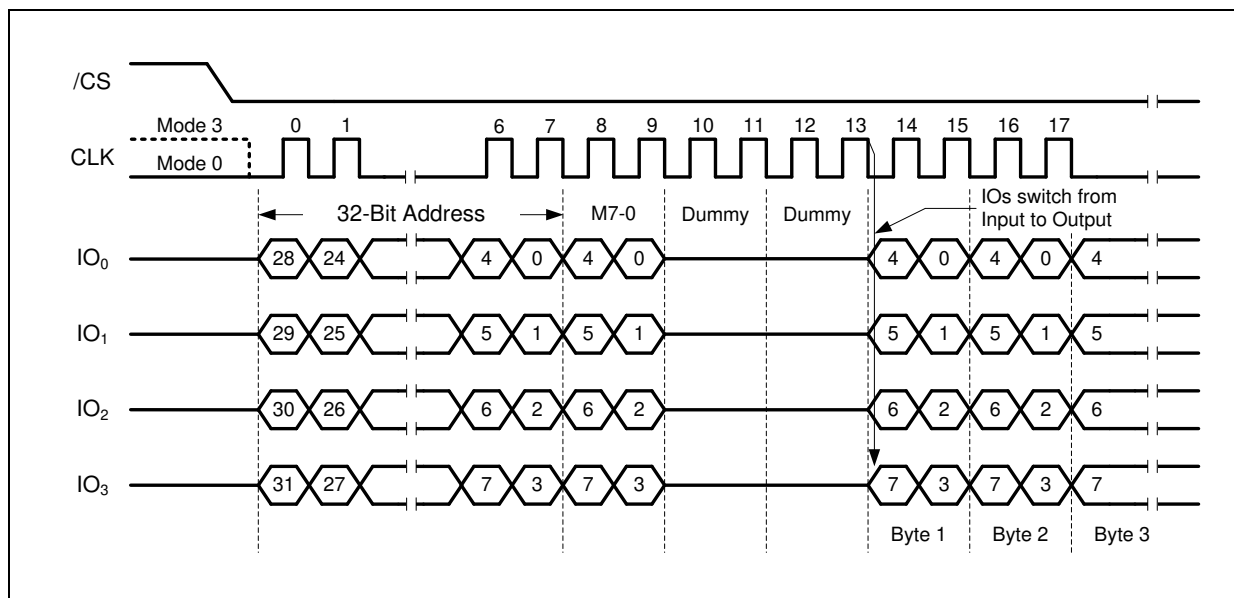 /CS
Mode 3
0 1 6 7 8 9 10 11 12 13 14 15 16 17
CLK
Mode 0
32-Bit Address M7-0 Dummy Dummy
IOs switch from
Input to Output
IO0 28 24 4 0 4 0 4 0 4 0 4
IO1 29 25 5 1 5 1 5 1 5 1 5
IO2 30 26 6 2 6 2 6 2 6 2 6
IO3 31 27 7 3 7 3 7 3 7 3 7
Byte 1 Byte 2 Byte 3